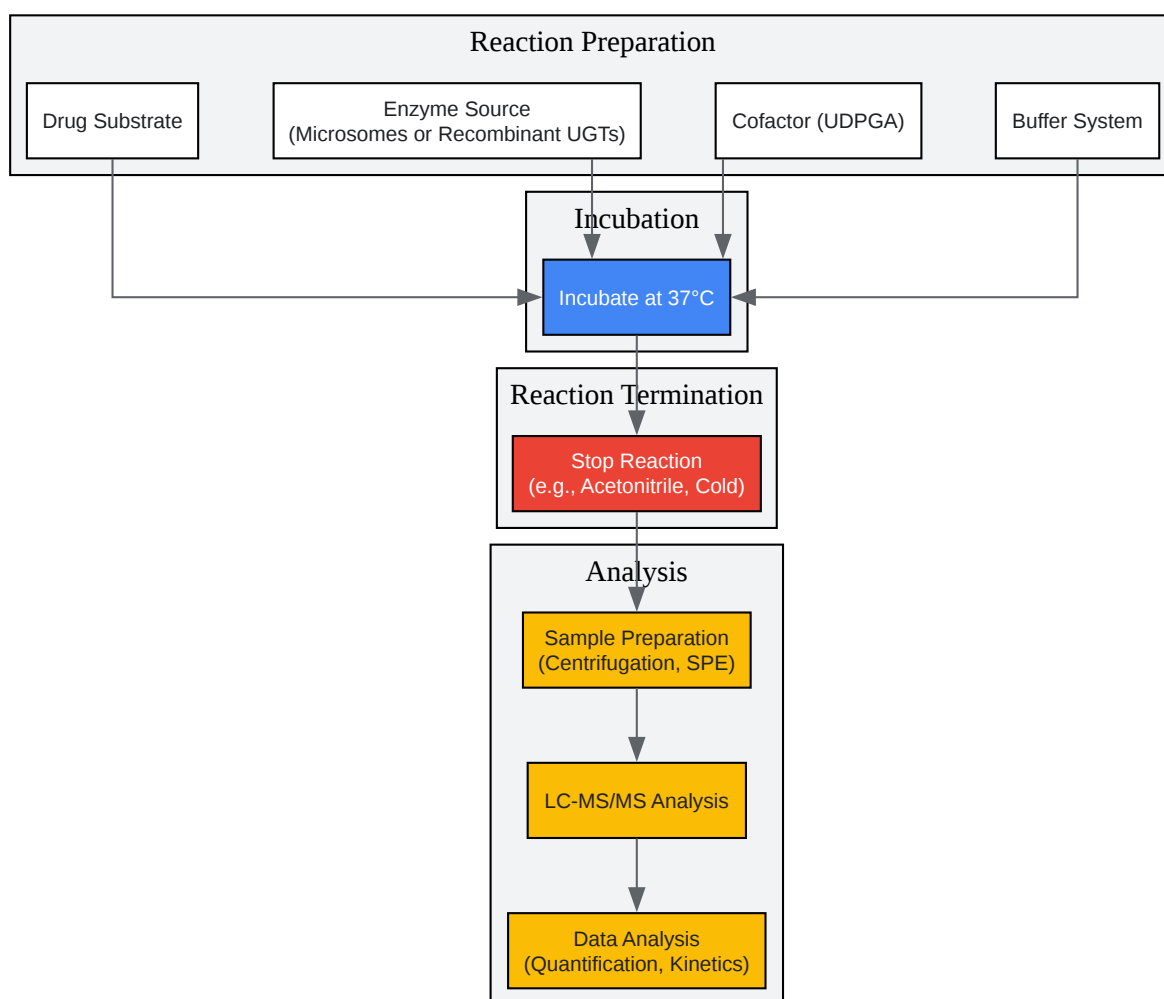 Reaction Preparation
Drug Substrate
Enzyme Source
(Microsomes or Recombinant UGTs)
Cofactor (UDPGA)
Buffer System
Incubation
Incubate at 37°C
Reaction Termination
Stop Reaction
(e.g., Acetonitrile, Cold)
Analysis
Sample Preparation
(Centrifugation, SPE)
LC-MS/MS Analysis
Data Analysis
(Quantification, Kinetics)